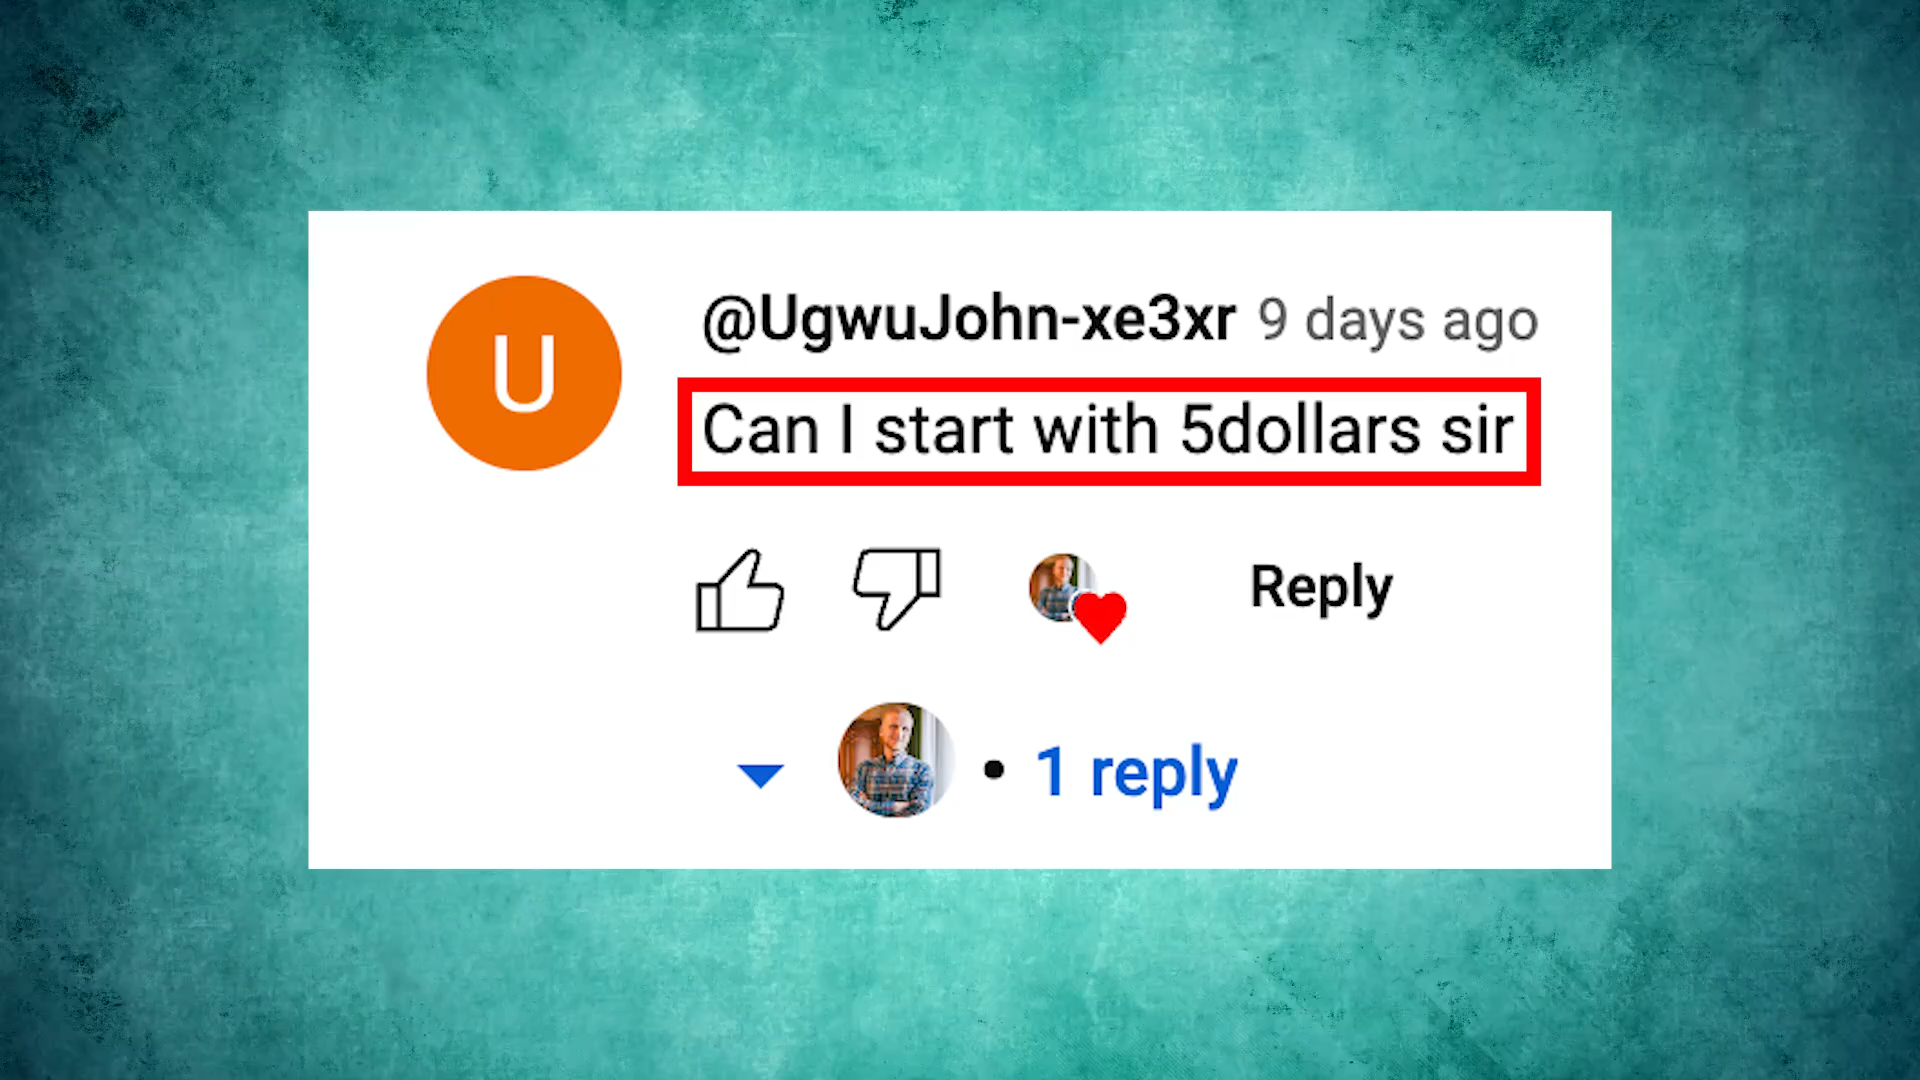 U
@UgwuJohn-xe3xr 9 days ago
Can I start with 5dollars sir
Reply
• 1 reply